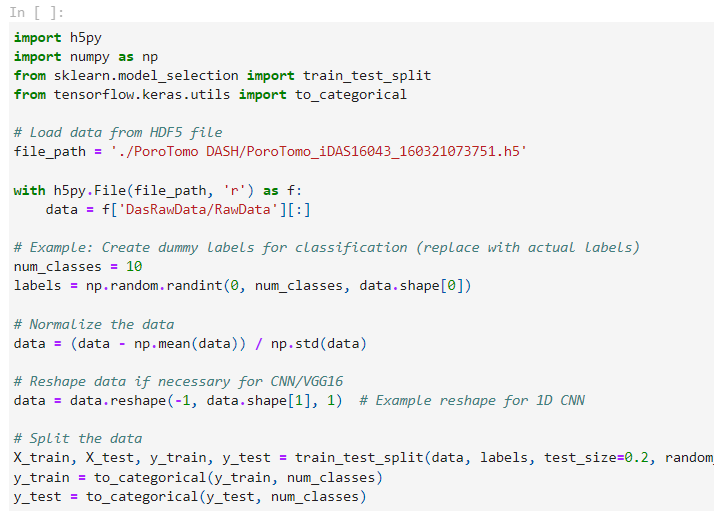 In [ ]:
import h5py
import numpy as np
from sklearn.model_selection import train_test_split
from tensorflow.keras.utils import to_categorical
# Load data from HDF5 file
file_path = './PoroTomo DASH/PoroTomo_iDAS16043_160321073751.h5'
with h5py.File(file_path, 'r') as f:
    data = f['DasRawData/RawData'][:]
# Example: Create dummy labels for classification (replace with actual labels)
num_classes = 10
labels = np.random.randint(0, num_classes, data.shape[0])
# Normalize the data
data = (data - np.mean(data)) / np.std(data)
# Reshape data if necessary for CNN/VGG16
data = data.reshape(-1, data.shape[1], 1)  # Example reshape for 1D CNN
# Split the data
X_train, X_test, y_train, y_test = train_test_split(data, labels, test_size=0.2, random_
y_train = to_categorical(y_train, num_classes)
y_test = to_categorical(y_test, num_classes)